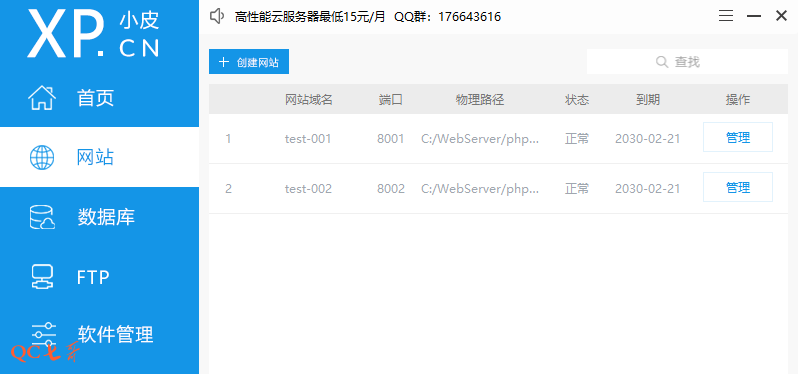 XP.小皮
.CN
高性能云服务器最低15元/月 QQ群：176643616
首页
网站
数据库
FTP
软件管理
创建网站
查找
网站域名 端口 物理路径 状态 到期 操作
1 test-001 8001 C:/WebServer/php... 正常 2030-02-21 管理
2 test-002 8002 C:/WebServer/php... 正常 2030-02-21 管理
QC